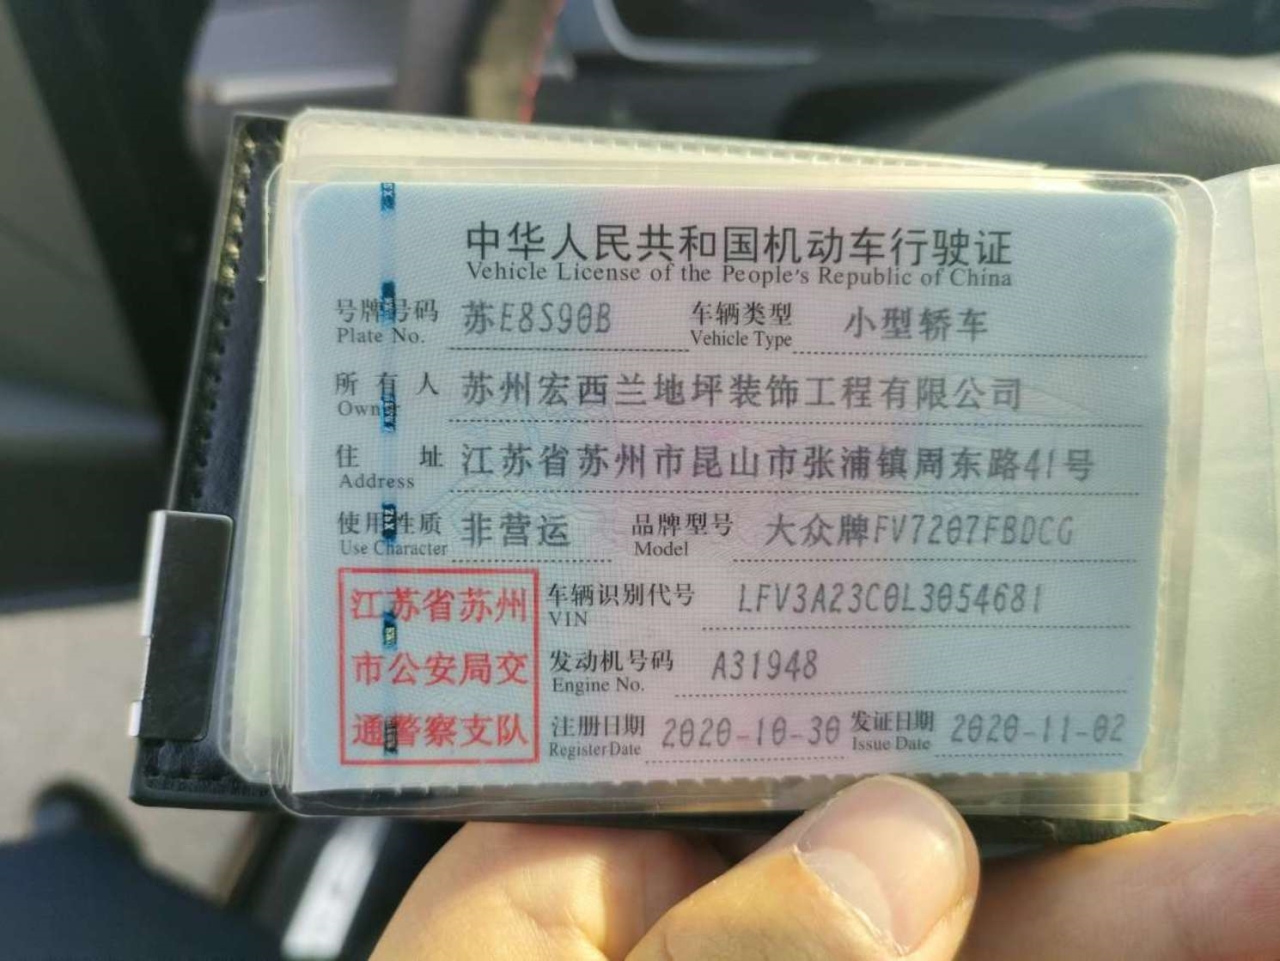 中华人民共和国机动车行驶证
Vehicle License of the People's Republic of China
号牌号码 苏E8S90B 车辆类型 小型轿车
Plate No. Vehicle Type
所有人 苏州宏西兰地坪装饰工程有限公司
Owner
住址 江苏省苏州市昆山市张浦镇周东路41号
Address
使用性质 非营运 品牌型号 大众牌FV7207FBDCG
Use Character Model
江苏省苏州
市公安局交
通警察支队
车辆识别代号 LFV3A23C0L3054681
VIN
发动机号码 A31948
Engine No.
注册日期 2020-10-30 发证日期 2020-11-02
Register Date Issue Date